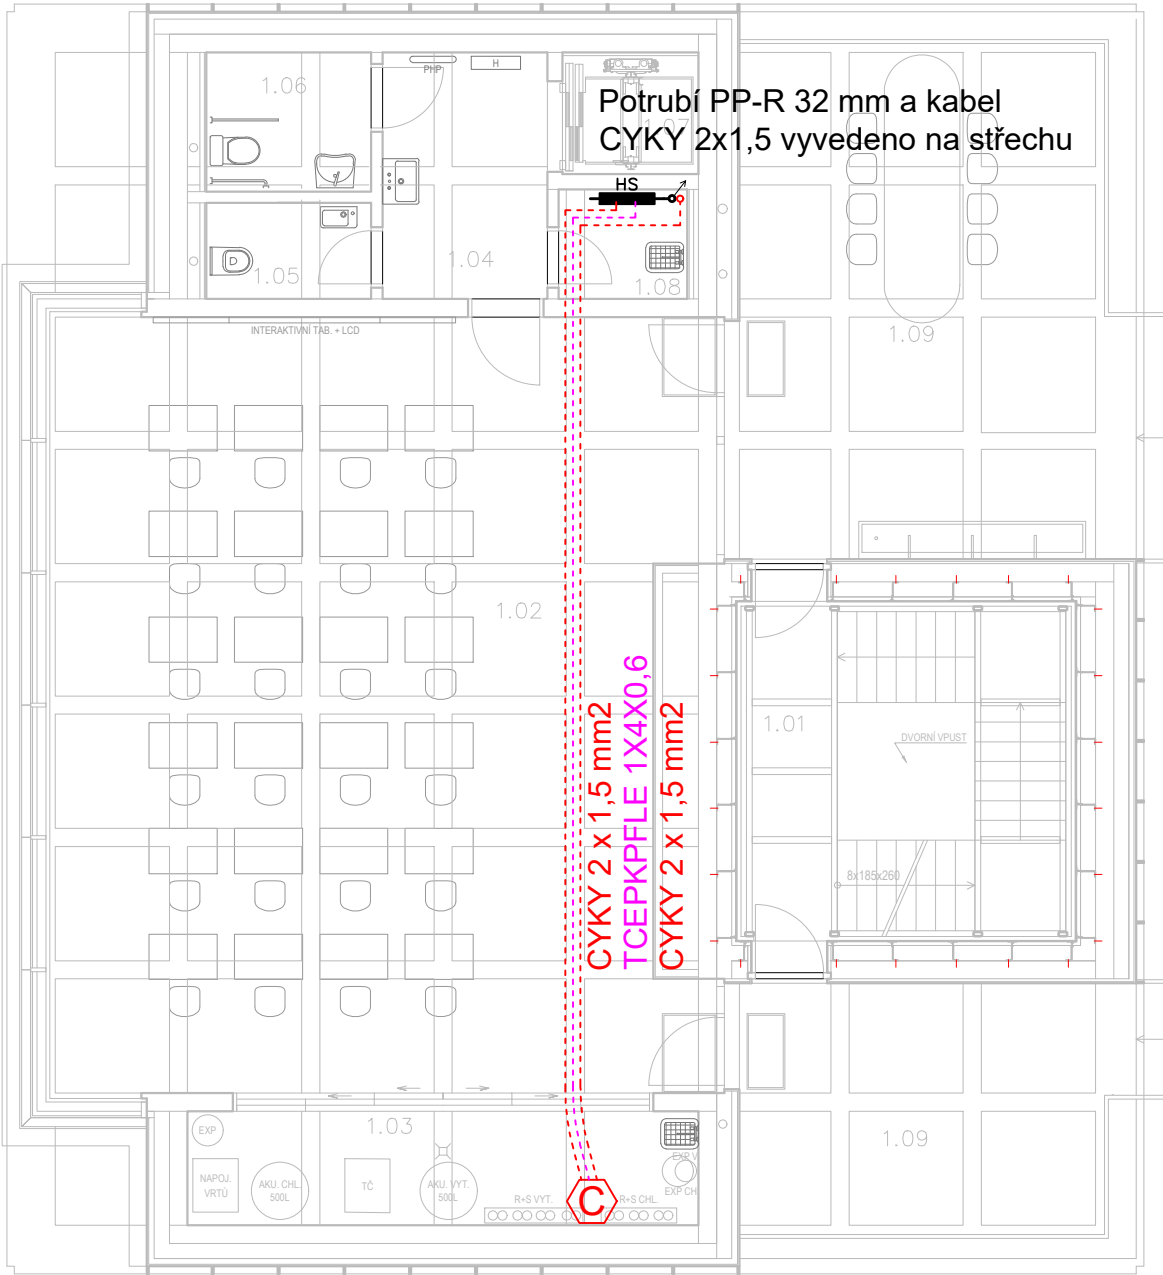 1.06
PHP
H
Potrubí PP-R 32 mm a kabel
1.07
CYKY 2x1,5 vyvedeno na střechu
HS
1.05
1.04
1.08
INTERAKTIVNÍ TAB. + LCD
1.09
1.02
CYKY 2 x 1,5 mm2
TCEPKPFLE 1X4X0,6
CYKY 2 x 1,5 mm2
1.01
DVORNÍ VPUST
8x185x260
1.03
1.09
EXP
EXP V
NAPOJ.
VRTŮ
AKU. CHL.
500L
TČ
AKU. VYT.
500L
EXP CH
R+S VYT.
C
R+S CHL.